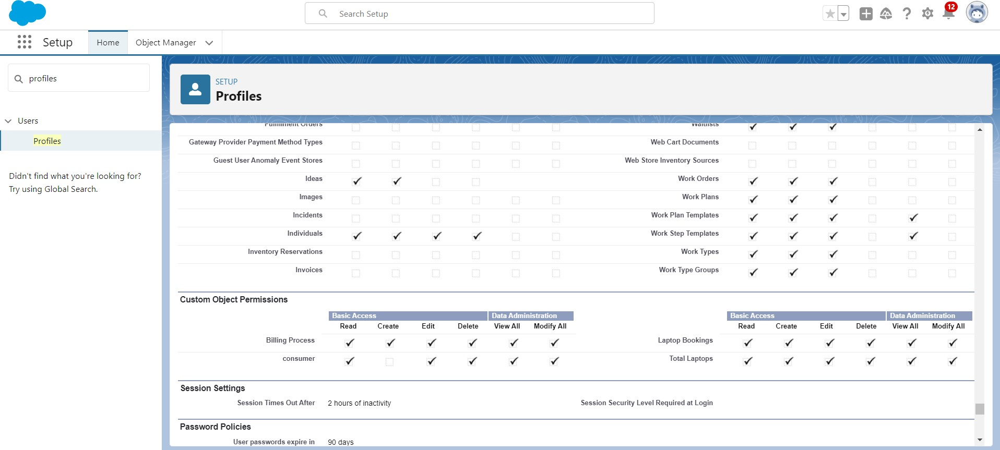 Search Setup
12
Setup
Home
Object Manager
profiles
Users
Profiles
Didn't find what you're looking for?
Try using Global Search.
SETUP
Profiles
Fulfillment Orders
Waitlists
Gateway Provider Payment Method Types
Web Cart Documents
Guest User Anomaly Event Stores
Web Store Inventory Sources
Ideas
Work Orders
Images
Work Plans
Incidents
Work Plan Templates
Individuals
Work Step Templates
Inventory Reservations
Work Types
Invoices
Work Type Groups
Custom Object Permissions
Basic Access Data Administration
Read Create Edit Delete View All Modify All
Basic Access Data Administration
Read Create Edit Delete View All Modify All
Billing Process
Laptop Bookings
consumer
Total Laptops
Session Settings
Session Times Out After 2 hours of inactivity
Session Security Level Required at Login
Password Policies
User passwords expire in 90 days